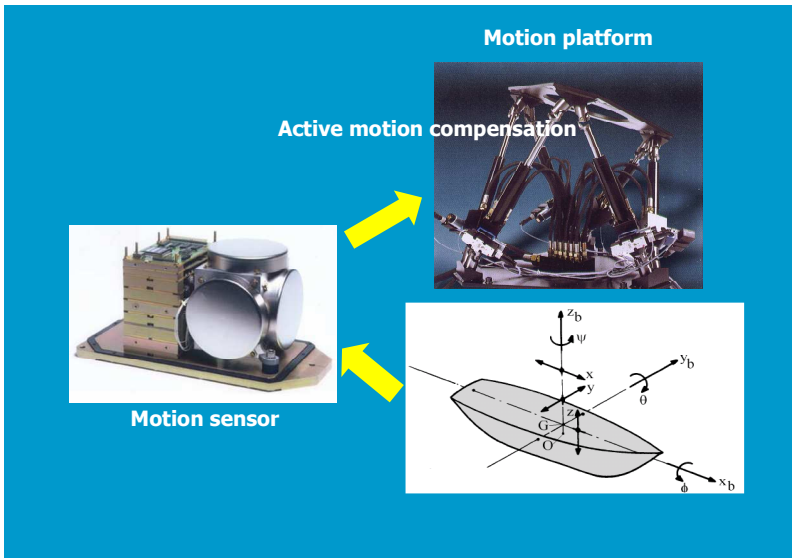 Motion platform
Active motion compensation
Motion sensor
z_b
ψ
y_b
x
y
θ
z
G
O
x_b
ϕ